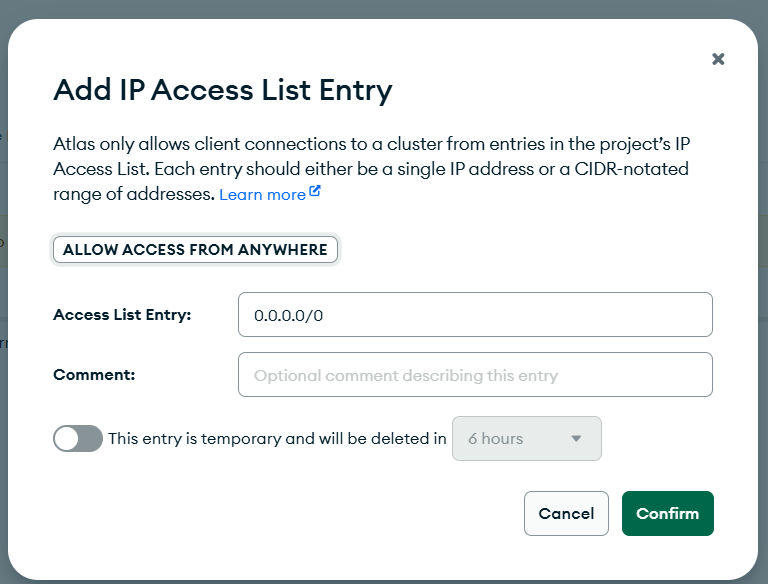 Add IP Access List Entry
Atlas only allows client connections to a cluster from entries in the project's IP
Access List. Each entry should either be a single IP address or a CIDR-notated
range of addresses. Learn more
ALLOW ACCESS FROM ANYWHERE
Access List Entry: 0.0.0.0/0
Comment: Optional comment describing this entry
This entry is temporary and will be deleted in 6 hours
Cancel Confirm